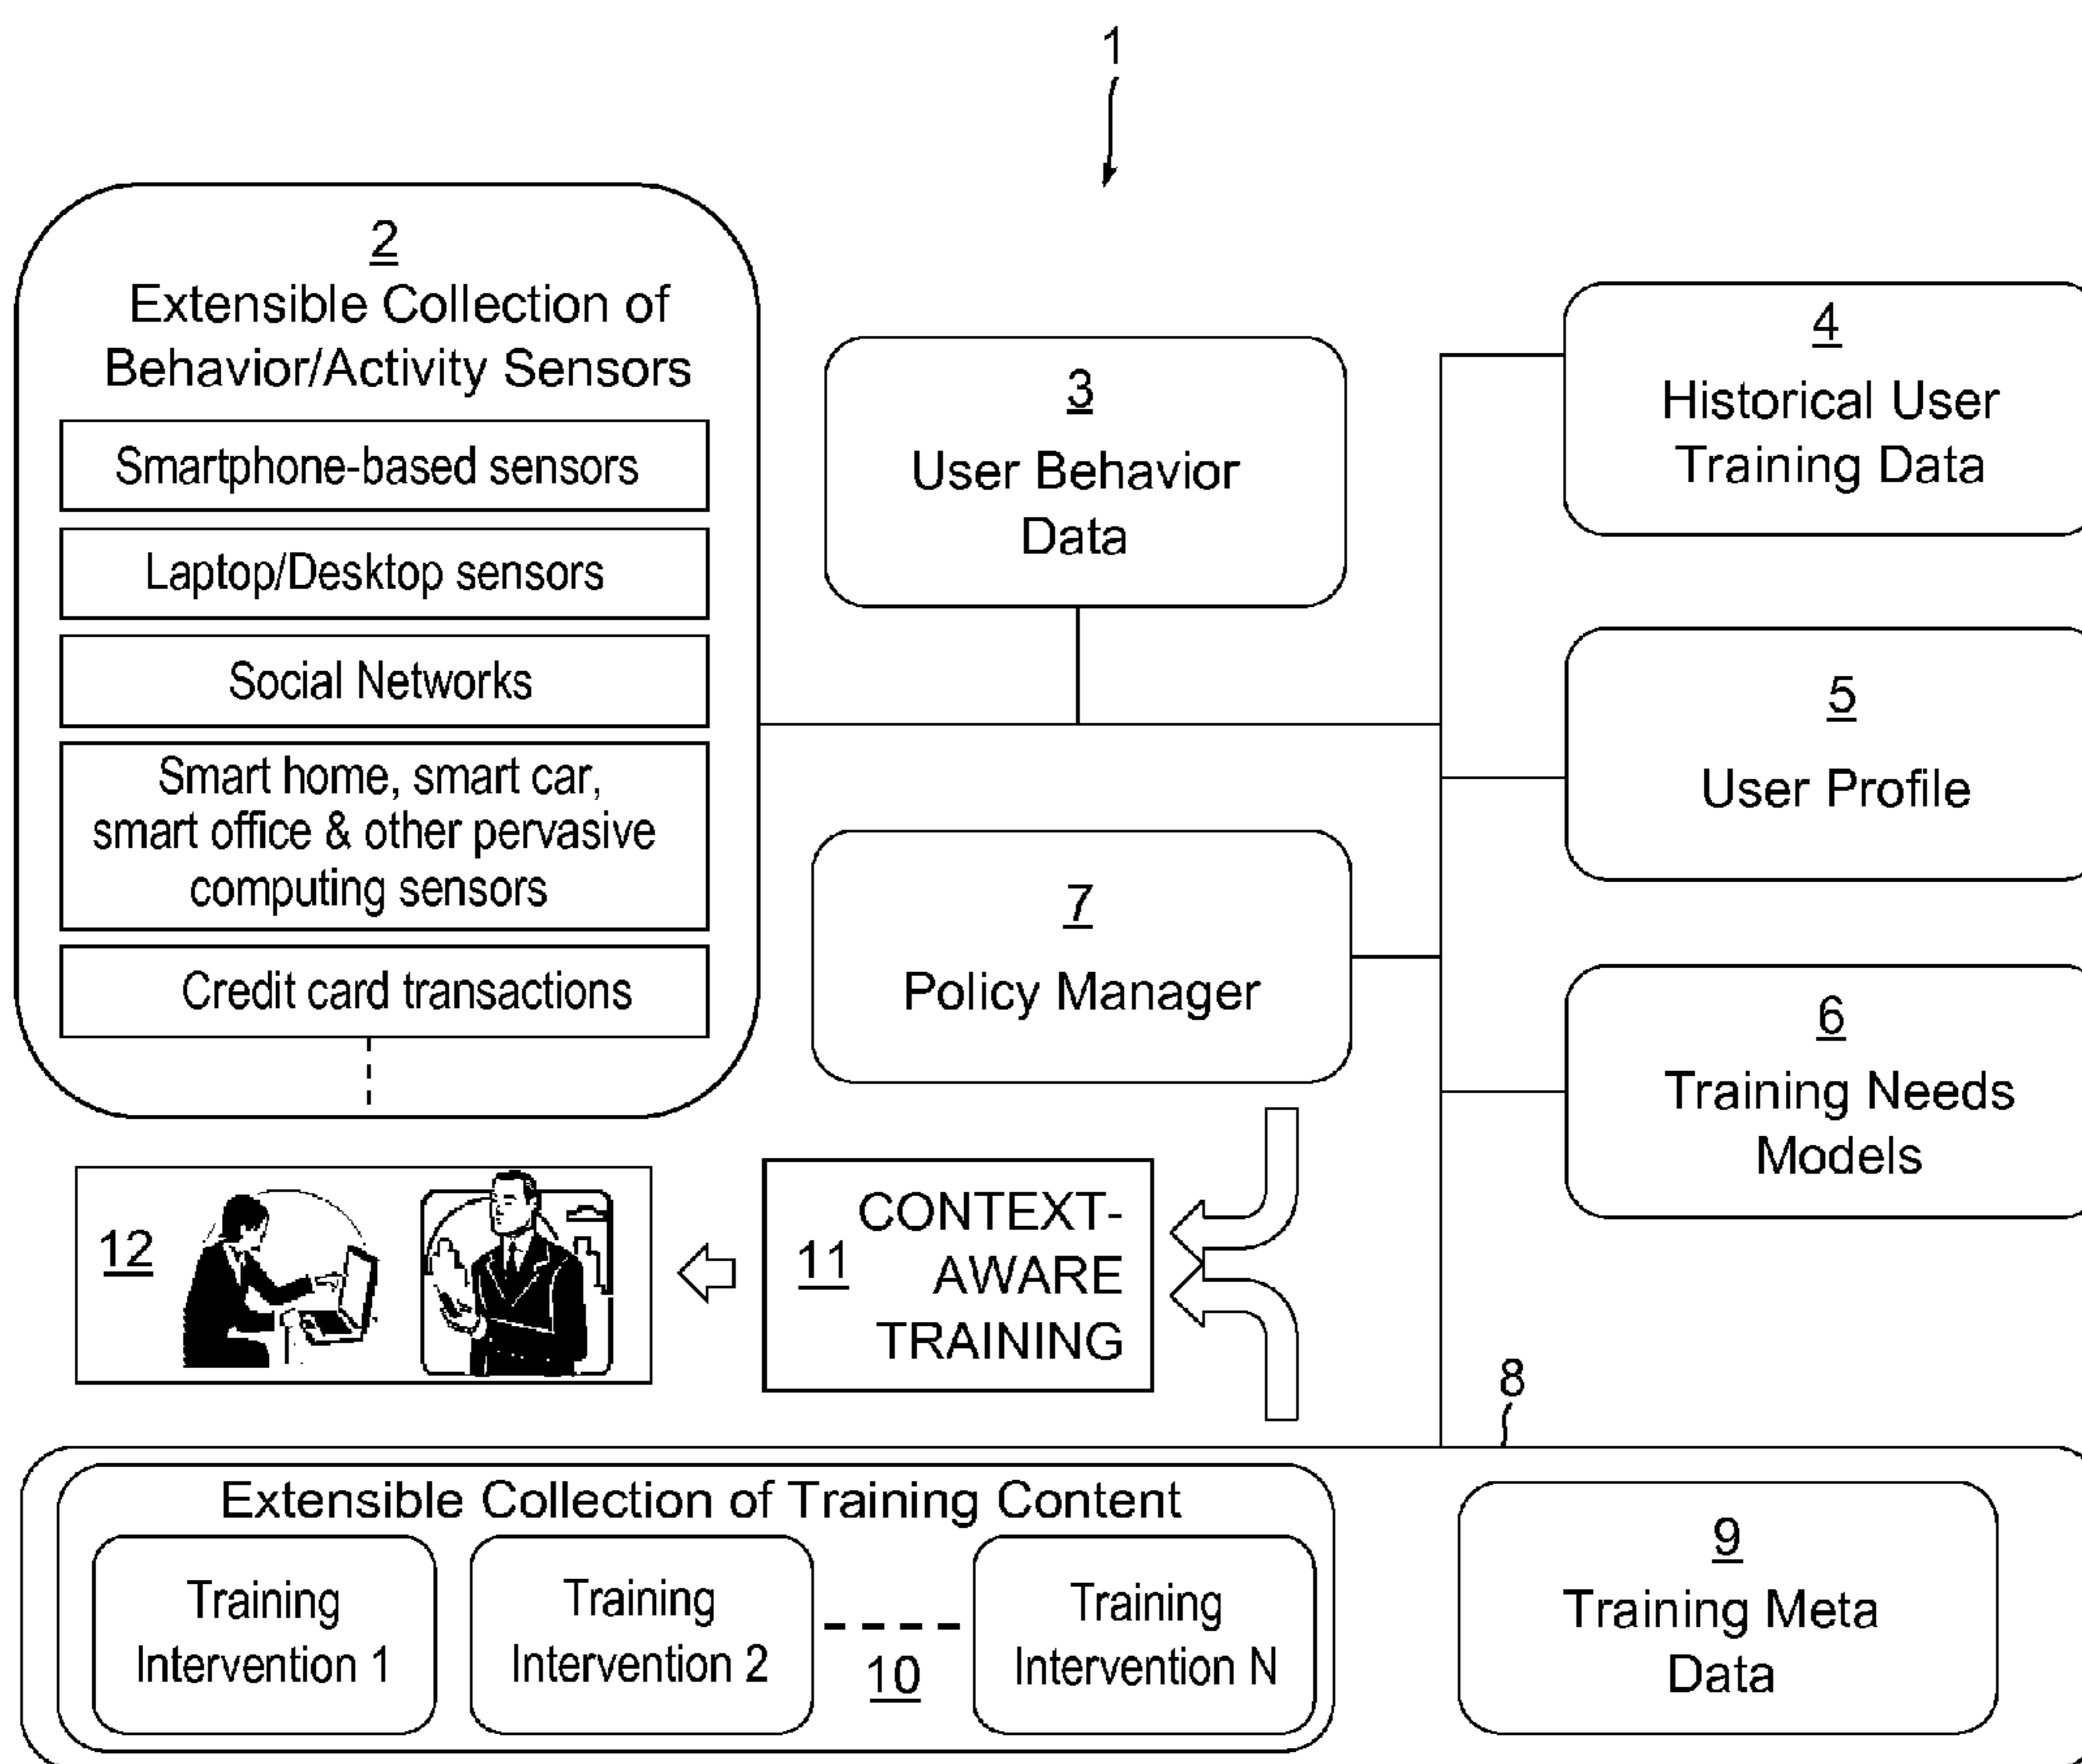 1
2
Extensible Collection of
Behavior/Activity Sensors
Smartphone-based sensors
Laptop/Desktop sensors
Social Networks
Smart home, smart car,
smart office & other pervasive
computing sensors
Credit card transactions
3
User Behavior
Data
4
Historical User
Training Data
5
User Profile
7
Policy Manager
6
Training Needs
Models
12
11
CONTEXT-
AWARE
TRAINING
8
Extensible Collection of Training Content
Training
Intervention 1
Training
Intervention 2
10
Training
Intervention N
9
Training Meta
Data